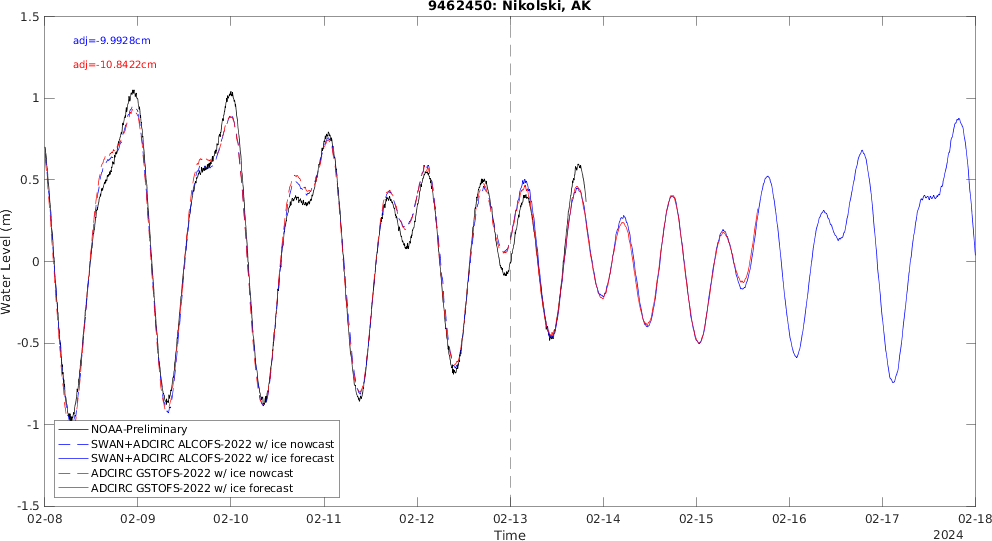 9462450: Nikolski, AK
adj=-9.9928cm
adj=-10.8422cm
Water Level (m)
1.5
1
0.5
0
-0.5
-1
-1.5
NOAA-Preliminary
SWAN+ADCIRC ALCOFS-2022 w/ ice nowcast
SWAN+ADCIRC ALCOFS-2022 w/ ice forecast
ADCIRC GSTOFS-2022 w/ ice nowcast
ADCIRC GSTOFS-2022 w/ ice forecast
02-08 02-09 02-10 02-11 02-12 02-13 02-14 02-15 02-16 02-17 02-18
Time
2024